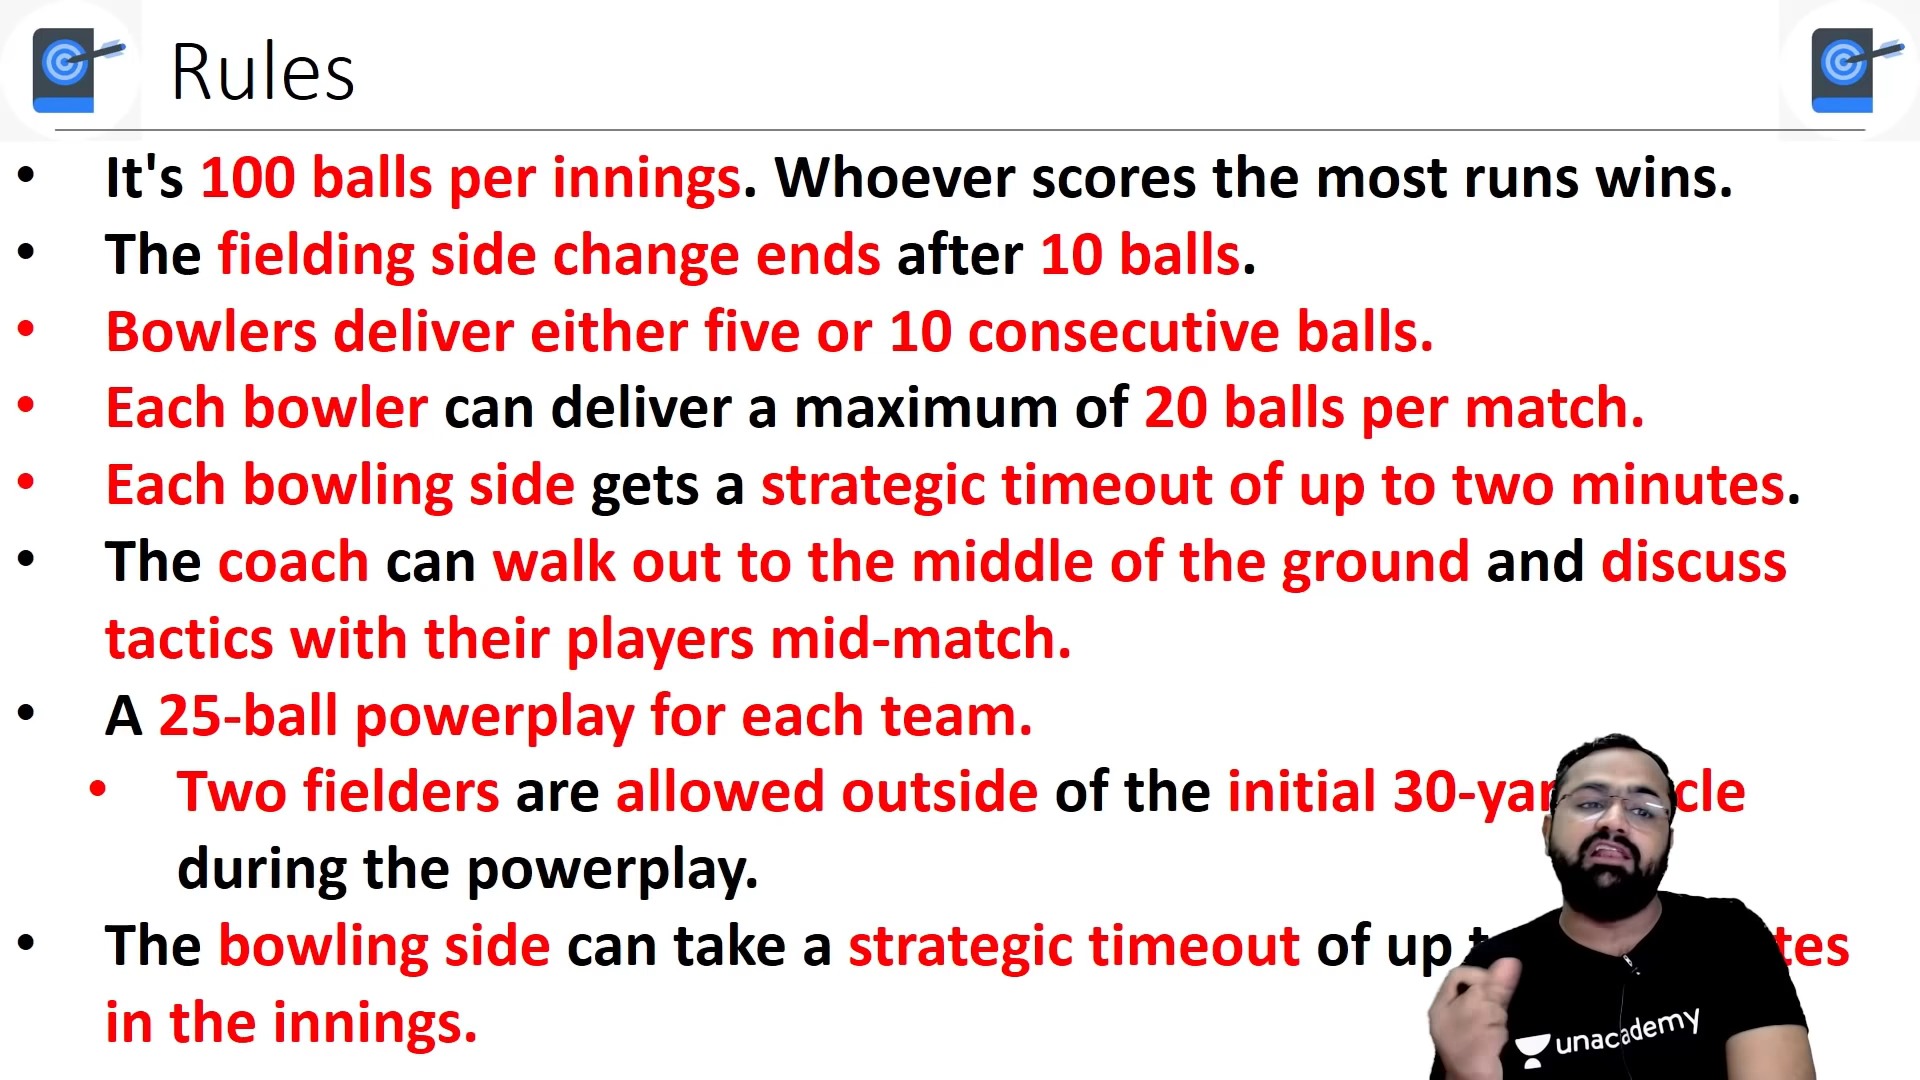 Rules
• It's 100 balls per innings. Whoever scores the most runs wins.
• The fielding side change ends after 10 balls.
• Bowlers deliver either five or 10 consecutive balls.
• Each bowler can deliver a maximum of 20 balls per match.
• Each bowling side gets a strategic timeout of up to two minutes.
• The coach can walk out to the middle of the ground and discuss
tactics with their players mid-match.
• A 25-ball powerplay for each team.
• Two fielders are allowed outside of the initial
during the powerplay.
• The bowling side can take a strategic timeout of up
in the innings.
unacademy